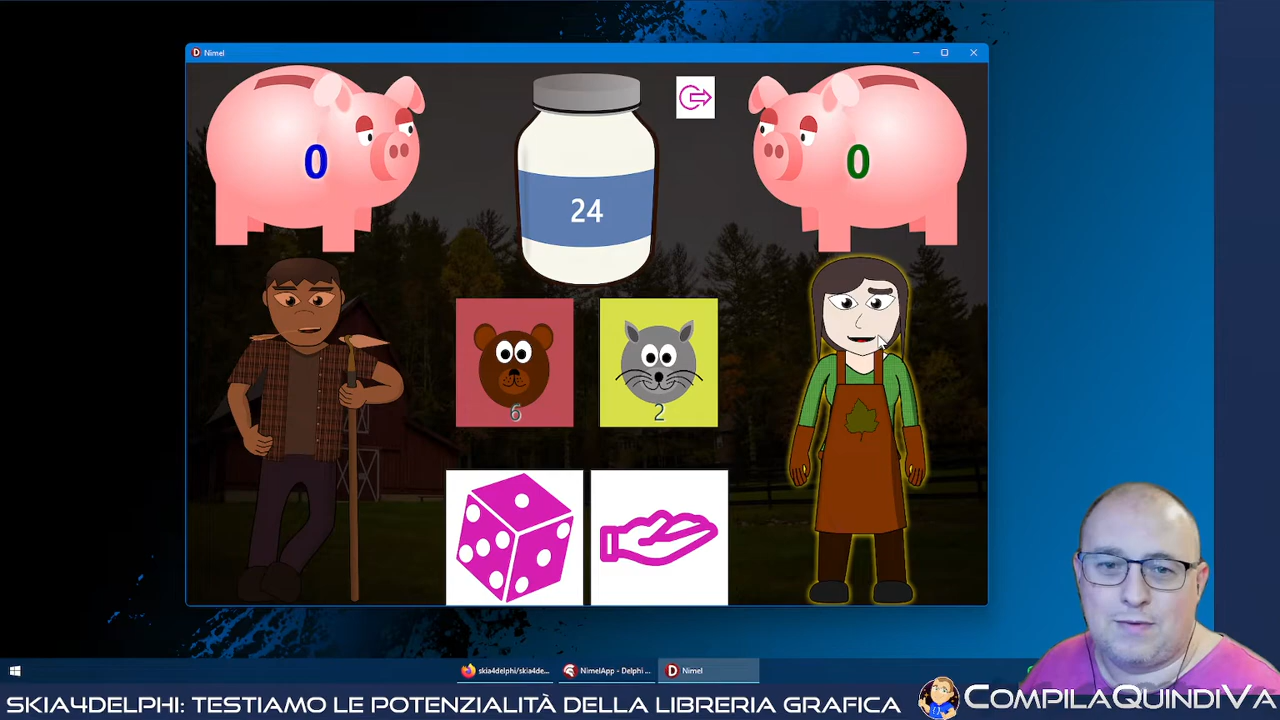 Nimel
0
24
0
6
2
skia4delphi/skia4de...
NimelApp - Delphi ...
Nimel
SKIA4DELPHI: TESTIAMO LE POTENZIALITÀ DELLA LIBRERIA GRAFICA
COMPILAQUINDIVA